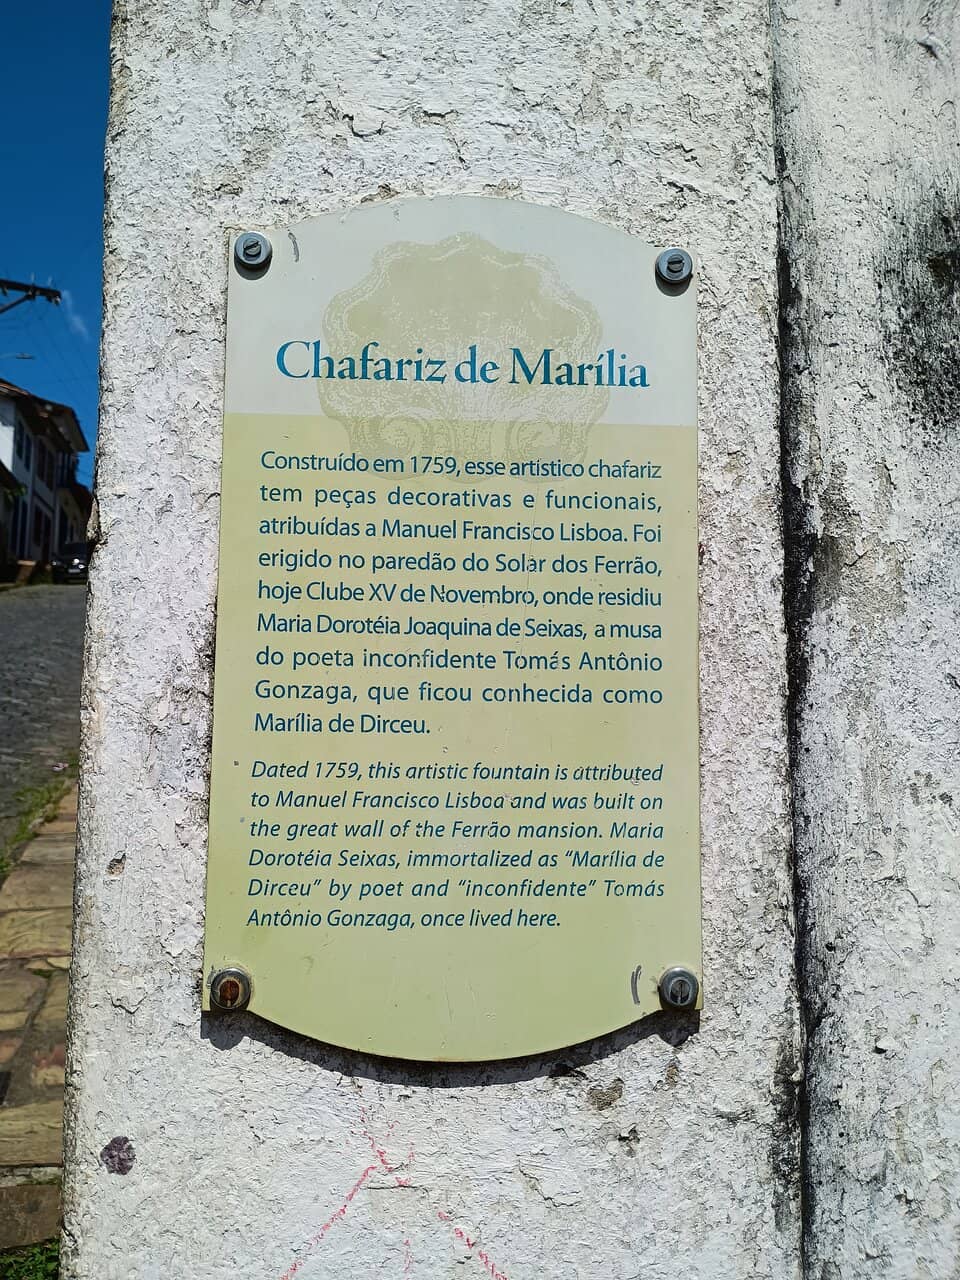 Chafariz de Marília
Construído em 1759, esse artístico chafariz
tem peças decorativas e funcionais,
atribuídas a Manuel Francisco Lisboa. Foi
erigido no paredão do Solar dos Ferrão,
hoje Clube XV de Novembro, onde residiu
Maria Dorotéia Joaquina de Seixas, a musa
do poeta inconfidente Tomás Antônio
Gonzaga, que ficou conhecida como
Marília de Dirceu.
Dated 1759, this artistic fountain is attributed
to Manuel Francisco Lisboa and was built on
the great wall of the Ferrão mansion. Maria
Dorotéia Seixas, immortalized as “Marília de
Dirceu” by poet and “inconfidente” Tomás
Antônio Gonzaga, once lived here.